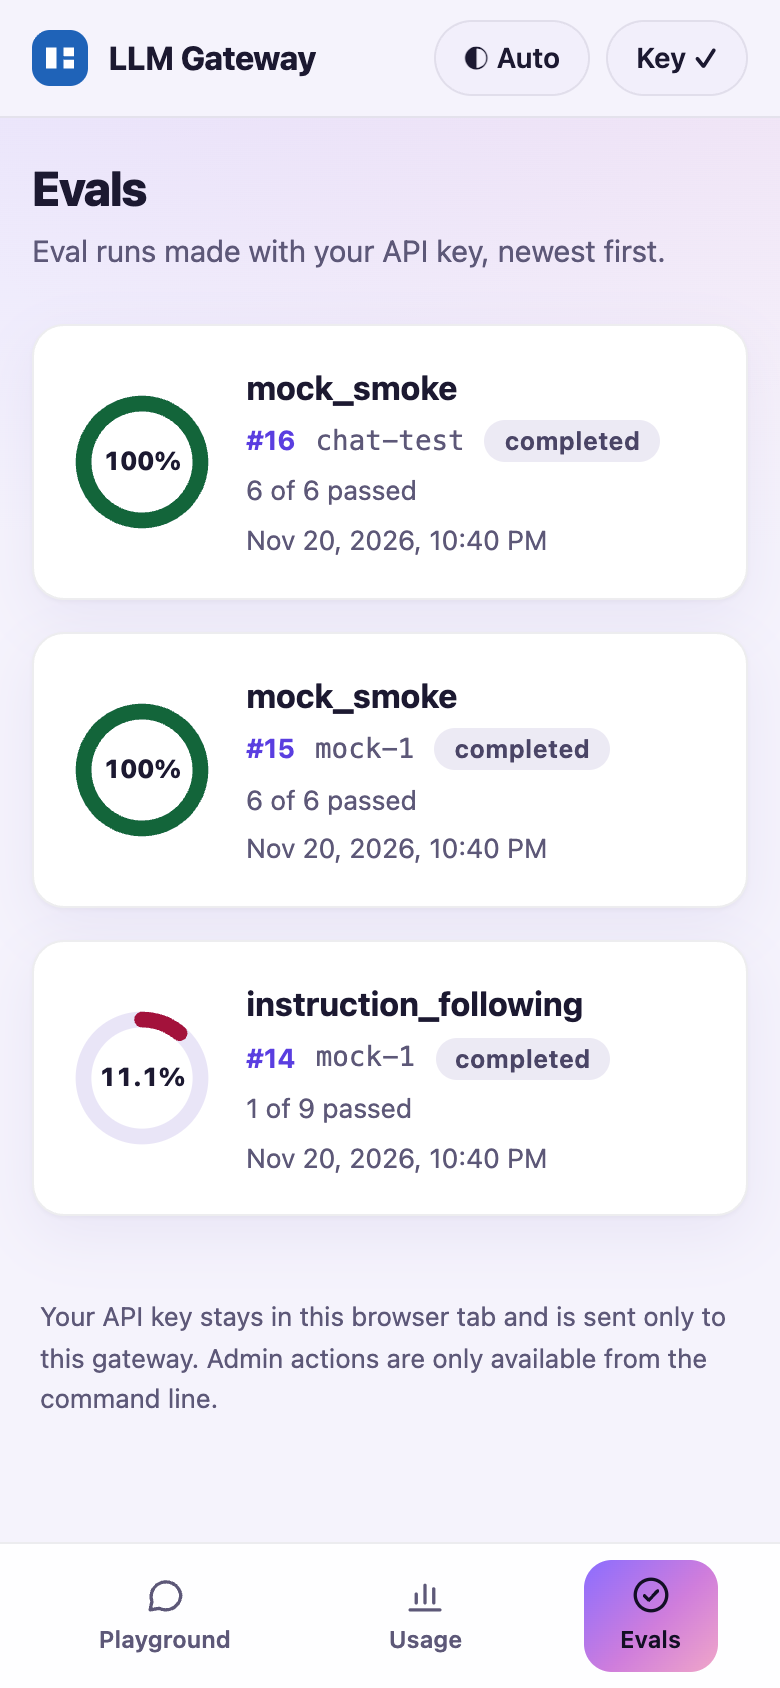 LLM Gateway
Auto
Key ✓
Evals
Eval runs made with your API key, newest first.
100%
mock_smoke
#16 chat-test completed
6 of 6 passed
Nov 20, 2026, 10:40 PM
100%
mock_smoke
#15 mock-1 completed
6 of 6 passed
Nov 20, 2026, 10:40 PM
11.1%
instruction_following
#14 mock-1 completed
1 of 9 passed
Nov 20, 2026, 10:40 PM
Your API key stays in this browser tab and is sent only to
this gateway. Admin actions are only available from the
command line.
Playground
Usage
Evals